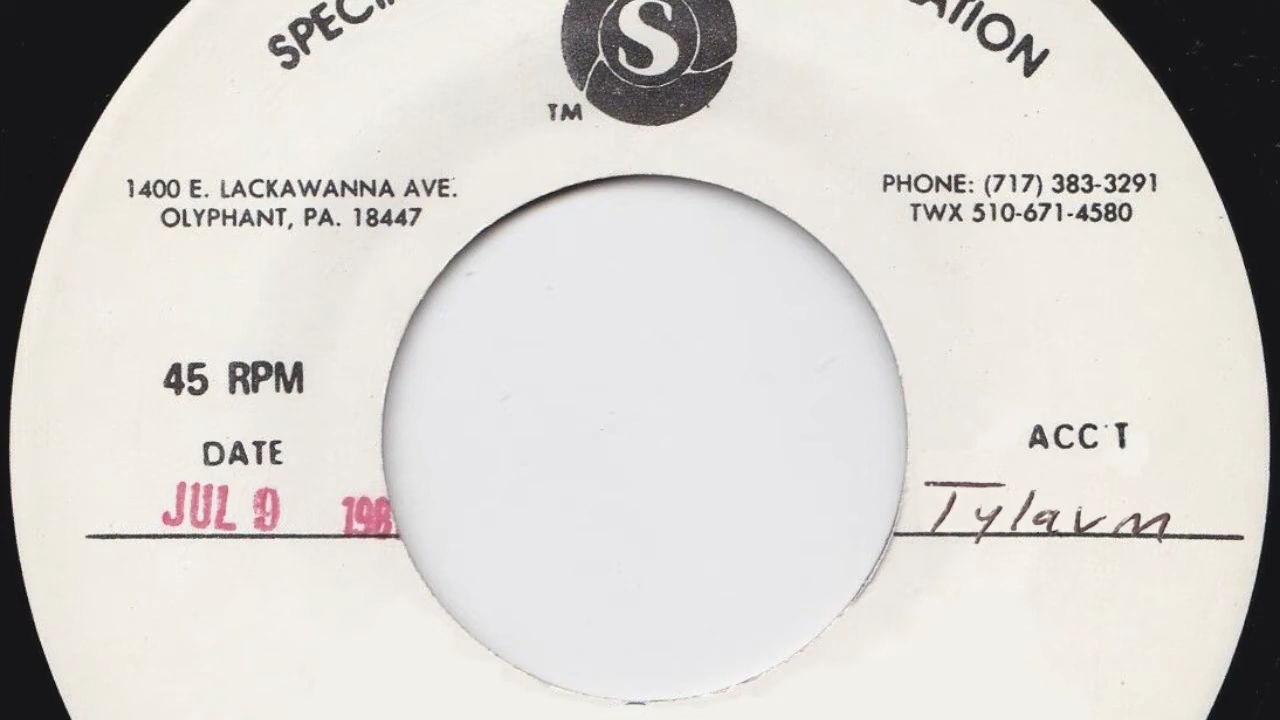 S
TM
1400 E. LACKAWANNA AVE.
OLYPHANT, PA. 18447
PHONE: (717) 383-3291
TWX 510-671-4580
45 RPM
DATE
JUL 9
ACC'T